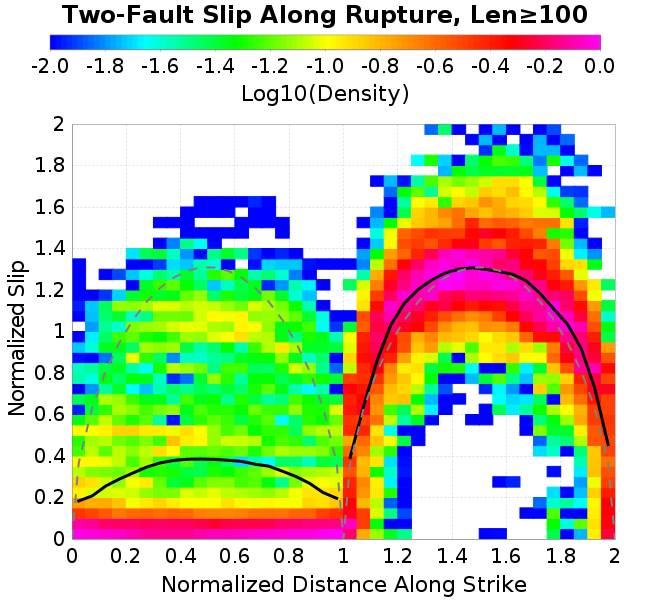 Two-Fault Slip Along Rupture, Len≥100
-2.0 -1.8 -1.6 -1.4 -1.2 -1.0 -0.8 -0.6 -0.4 -0.2 0.0
Log10(Density)
Normalized Slip
2
1.8
1.6
1.4
1.2
1
0.8
0.6
0.4
0.2
0
0 0.2 0.4 0.6 0.8 1 1.2 1.4 1.6 1.8 2
Normalized Distance Along Strike